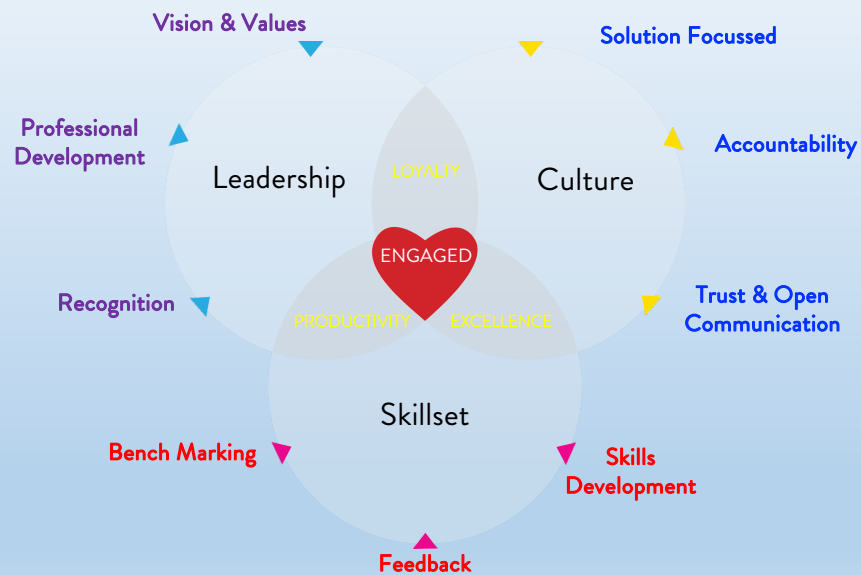 Vision & Values
Solution Focussed
Professional
Development
Accountability
Leadership
LOYALTY
Culture
ENGAGED
Recognition
Trust & Open
Communication
PRODUCTIVITY
EXCELLENCE
Skillset
Bench Marking
Skills
Development
Feedback